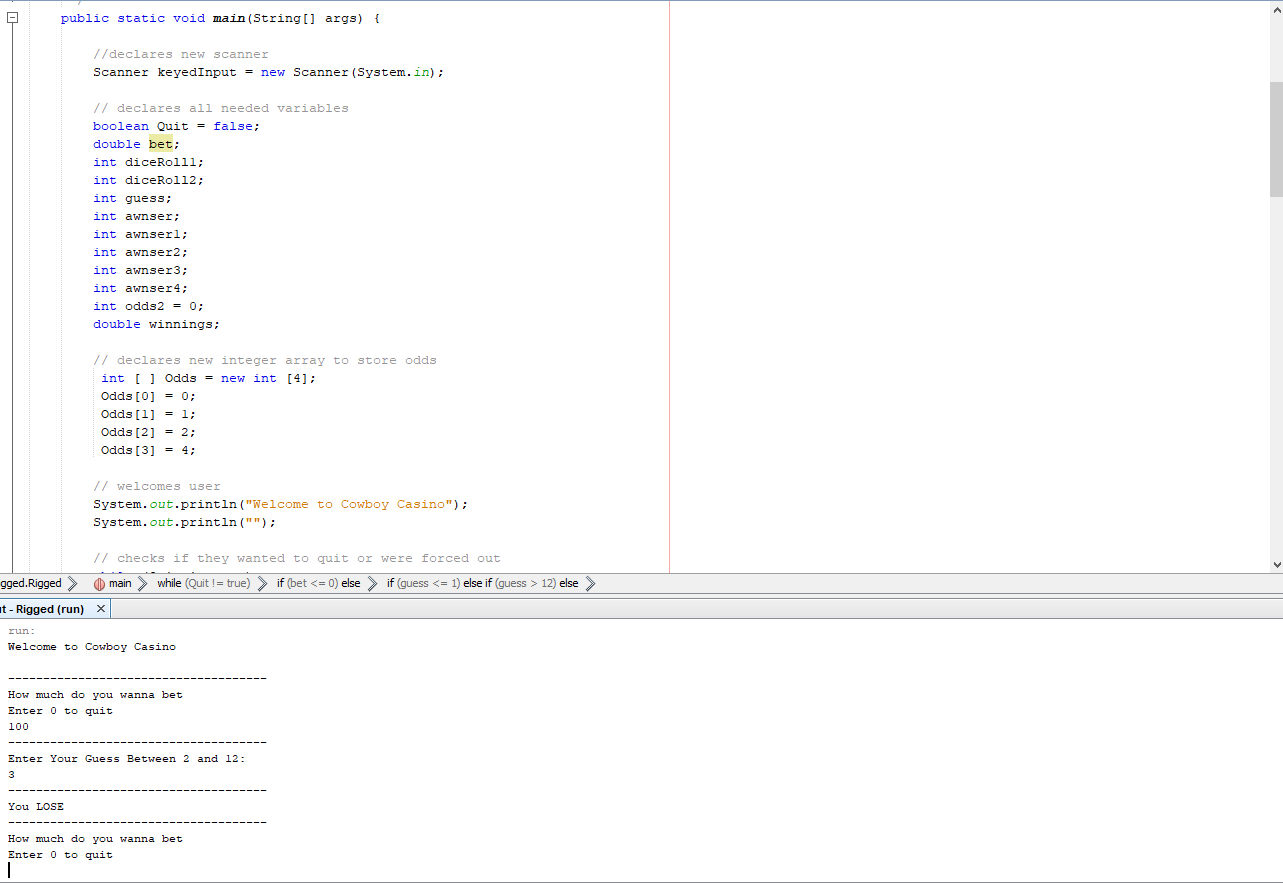 public static void main(String[] args) {
//declares new scanner
Scanner keyedInput = new Scanner(System.in);
// declares all needed variables
boolean Quit = false;
double bet;
int diceRoll1;
int diceRoll2;
int guess;
int awnser;
int awnser1;
int awnser2;
int awnser3;
int awnser4;
int odds2 = 0;
double winnings;
// declares new integer array to store odds
int [ ] Odds = new int [4];
Odds[0] = 0;
Odds[1] = 1;
Odds[2] = 2;
Odds[3] = 4;
// welcomes user
System.out.println("Welcome to Cowboy Casino");
System.out.println("");
// checks if they wanted to quit or were forced out
gged.Rigged main while (Quit != true) if (bet <= 0) else if (guess <= 1) else if (guess > 12) else
t - Rigged (run) ×
run:
Welcome to Cowboy Casino
-------------------------------------
How much do you wanna bet
Enter 0 to quit
100
-------------------------------------
Enter Your Guess Between 2 and 12:
3
-------------------------------------
You LOSE
-------------------------------------
How much do you wanna bet
Enter 0 to quit